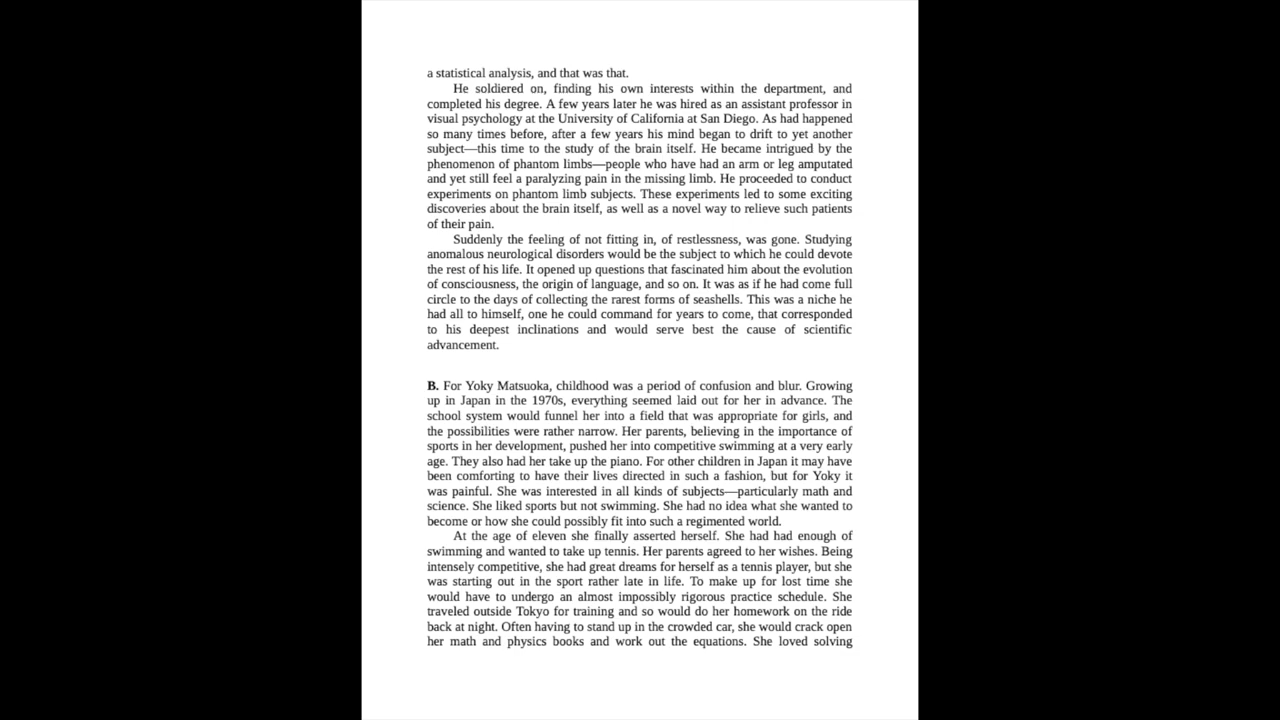 a statistical analysis, and that was that.
He soldiered on, finding his own interests within the department, and
completed his degree. A few years later he was hired as an assistant professor in
visual psychology at the University of California at San Diego. As had happened
so many times before, after a few years his mind began to drift to yet another
subject—this time to the study of the brain itself. He became intrigued by the
phenomenon of phantom limbs—people who have had an arm or leg amputated
and yet still feel a paralyzing pain in the missing limb. He proceeded to conduct
experiments on phantom limb subjects. These experiments led to some exciting
discoveries about the brain itself, as well as a novel way to relieve such patients
of their pain.
Suddenly the feeling of not fitting in, of restlessness, was gone. Studying
anomalous neurological disorders would be the subject to which he could devote
the rest of his life. It opened up questions that fascinated him about the evolution
of consciousness, the origin of language, and so on. It was as if he had come full
circle to the days of collecting the rarest forms of seashells. This was a niche he
had all to himself, one he could command for years to come, that corresponded
to his deepest inclinations and would serve best the cause of scientific
advancement.
B. For Yoky Matsuoka, childhood was a period of confusion and blur. Growing
up in Japan in the 1970s, everything seemed laid out for her in advance. The
school system would funnel her into a field that was appropriate for girls, and
the possibilities were rather narrow. Her parents, believing in the importance of
sports in her development, pushed her into competitive swimming at a very early
age. They also had her take up the piano. For other children in Japan it may have
been comforting to have their lives directed in such a fashion, but for Yoky it
was painful. She was interested in all kinds of subjects—particularly math and
science. She liked sports but not swimming. She had no idea what she wanted to
become or how she could possibly fit into such a regimented world.
At the age of eleven she finally asserted herself. She had had enough of
swimming and wanted to take up tennis. Her parents agreed to her wishes. Being
intensely competitive, she had great dreams for herself as a tennis player, but she
was starting out in the sport rather late in life. To make up for lost time she
would have to undergo an almost impossibly rigorous practice schedule. She
traveled outside Tokyo for training and so would do her homework on the ride
back at night. Often having to stand up in the crowded car, she would crack open
her math and physics books and work out the equations. She loved solving